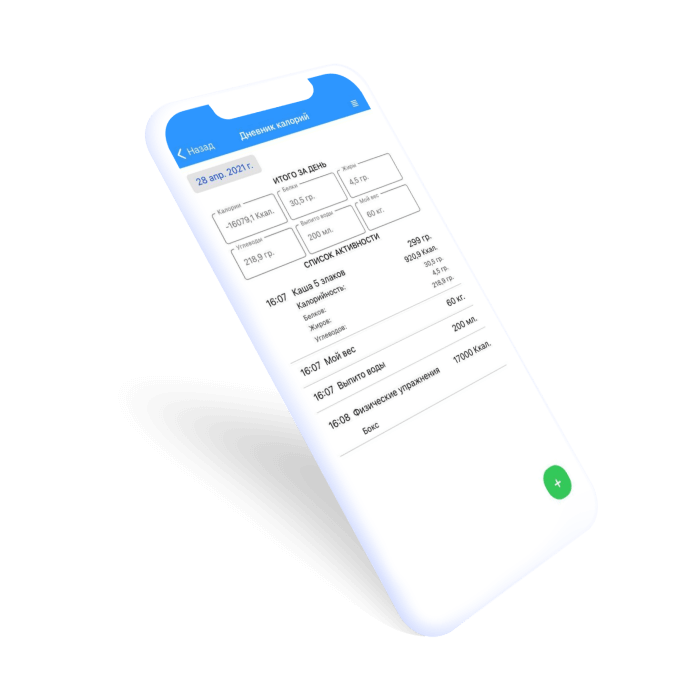 Назад
Дневник калорий
28 апр. 2021 г.
ИТОГО ЗА ДЕНЬ
Калории
-16079,1 Ккал.
Белки
30,5 гр.
Жиры
4,5 гр.
Углеводы
218,9 гр.
Выпито воды
200 мл.
Мой вес
60 кг.
СПИСОК АКТИВНОСТИ
16:07 Каша 5 злаков 299 гр.
Калорийность: 920,9 Ккал.
Белков: 30,5 гр.
Жиров: 4,5 гр.
Углеводов: 218,9 гр.
16:07 Мой вес 60 кг.
16:07 Выпито воды 200 мл.
16:08 Физические упражнения 17000 Ккал.
Бокс
+